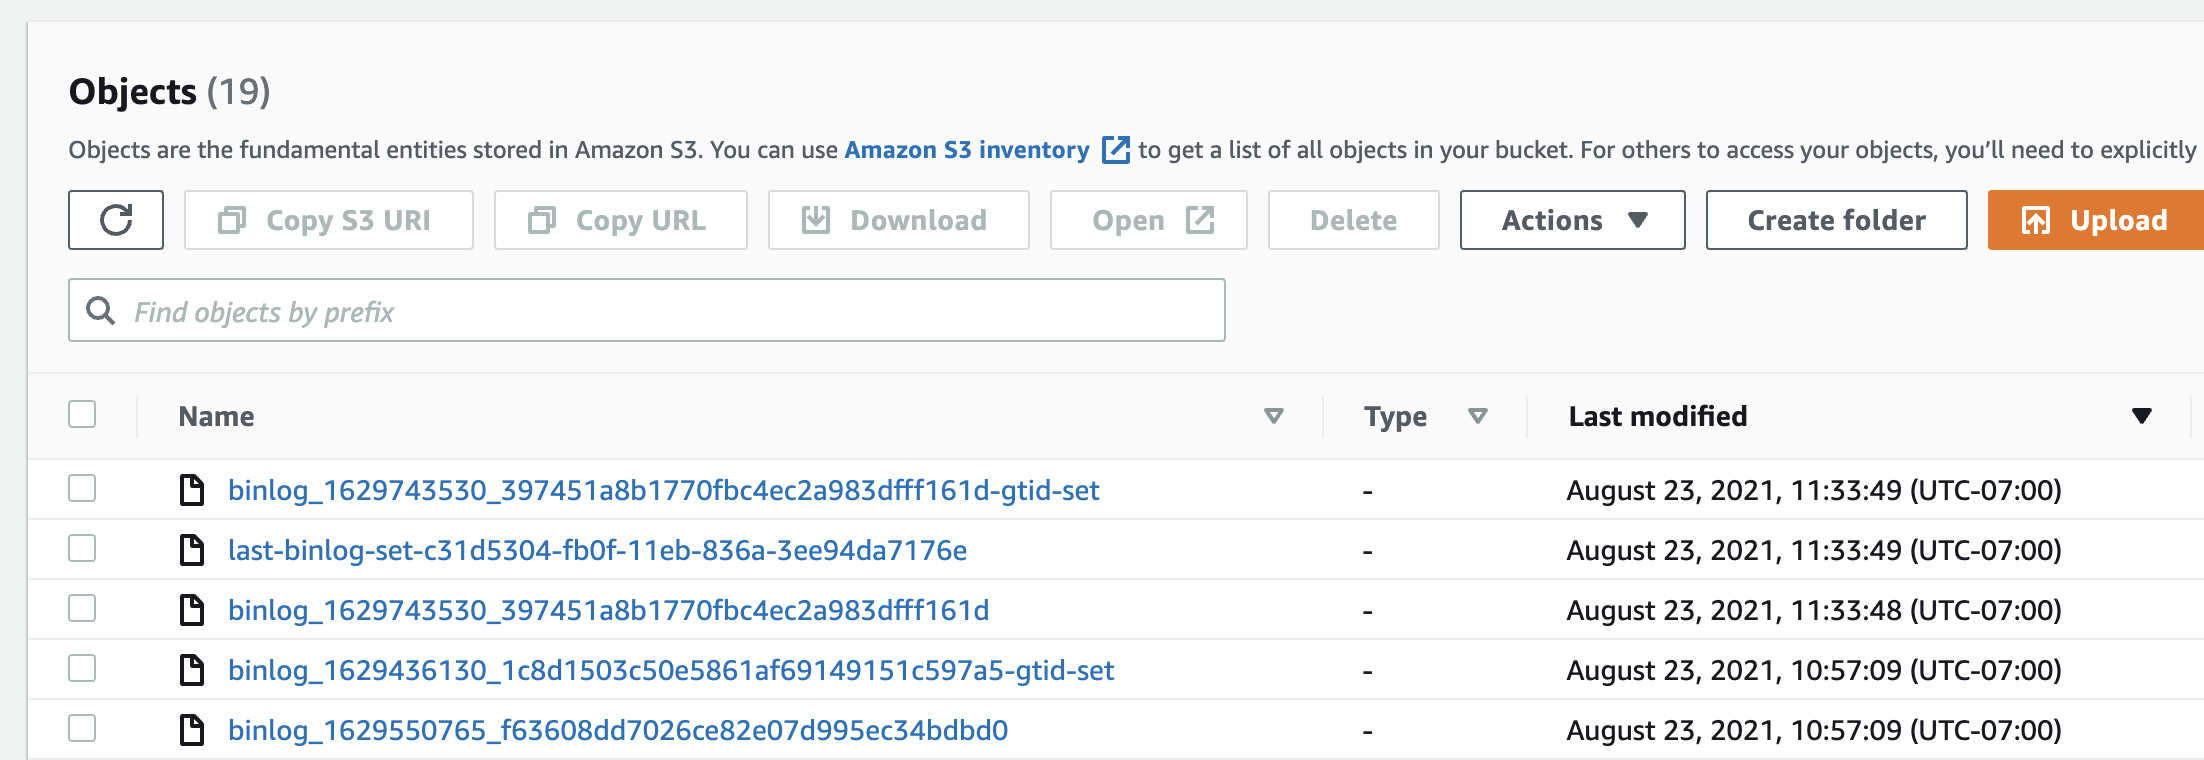 Objects (19)
Objects are the fundamental entities stored in Amazon S3. You can use Amazon S3 inventory to get a list of all objects in your bucket. For others to access your objects, you'll need to explicitly
Copy S3 URI Copy URL Download Open Delete Actions Create folder Upload
Find objects by prefix
Name Type Last modified
binlog_1629743530_397451a8b1770fbc4ec2a983dfff161d-gtid-set - August 23, 2021, 11:33:49 (UTC-07:00)
last-binlog-set-c31d5304-fb0f-11eb-836a-3ee94da7176e - August 23, 2021, 11:33:49 (UTC-07:00)
binlog_1629743530_397451a8b1770fbc4ec2a983dfff161d - August 23, 2021, 11:33:48 (UTC-07:00)
binlog_1629436130_1c8d1503c50e5861af69149151c597a5-gtid-set - August 23, 2021, 10:57:09 (UTC-07:00)
binlog_1629550765_f63608dd7026ce82e07d995ec34bdbd0 - August 23, 2021, 10:57:09 (UTC-07:00)